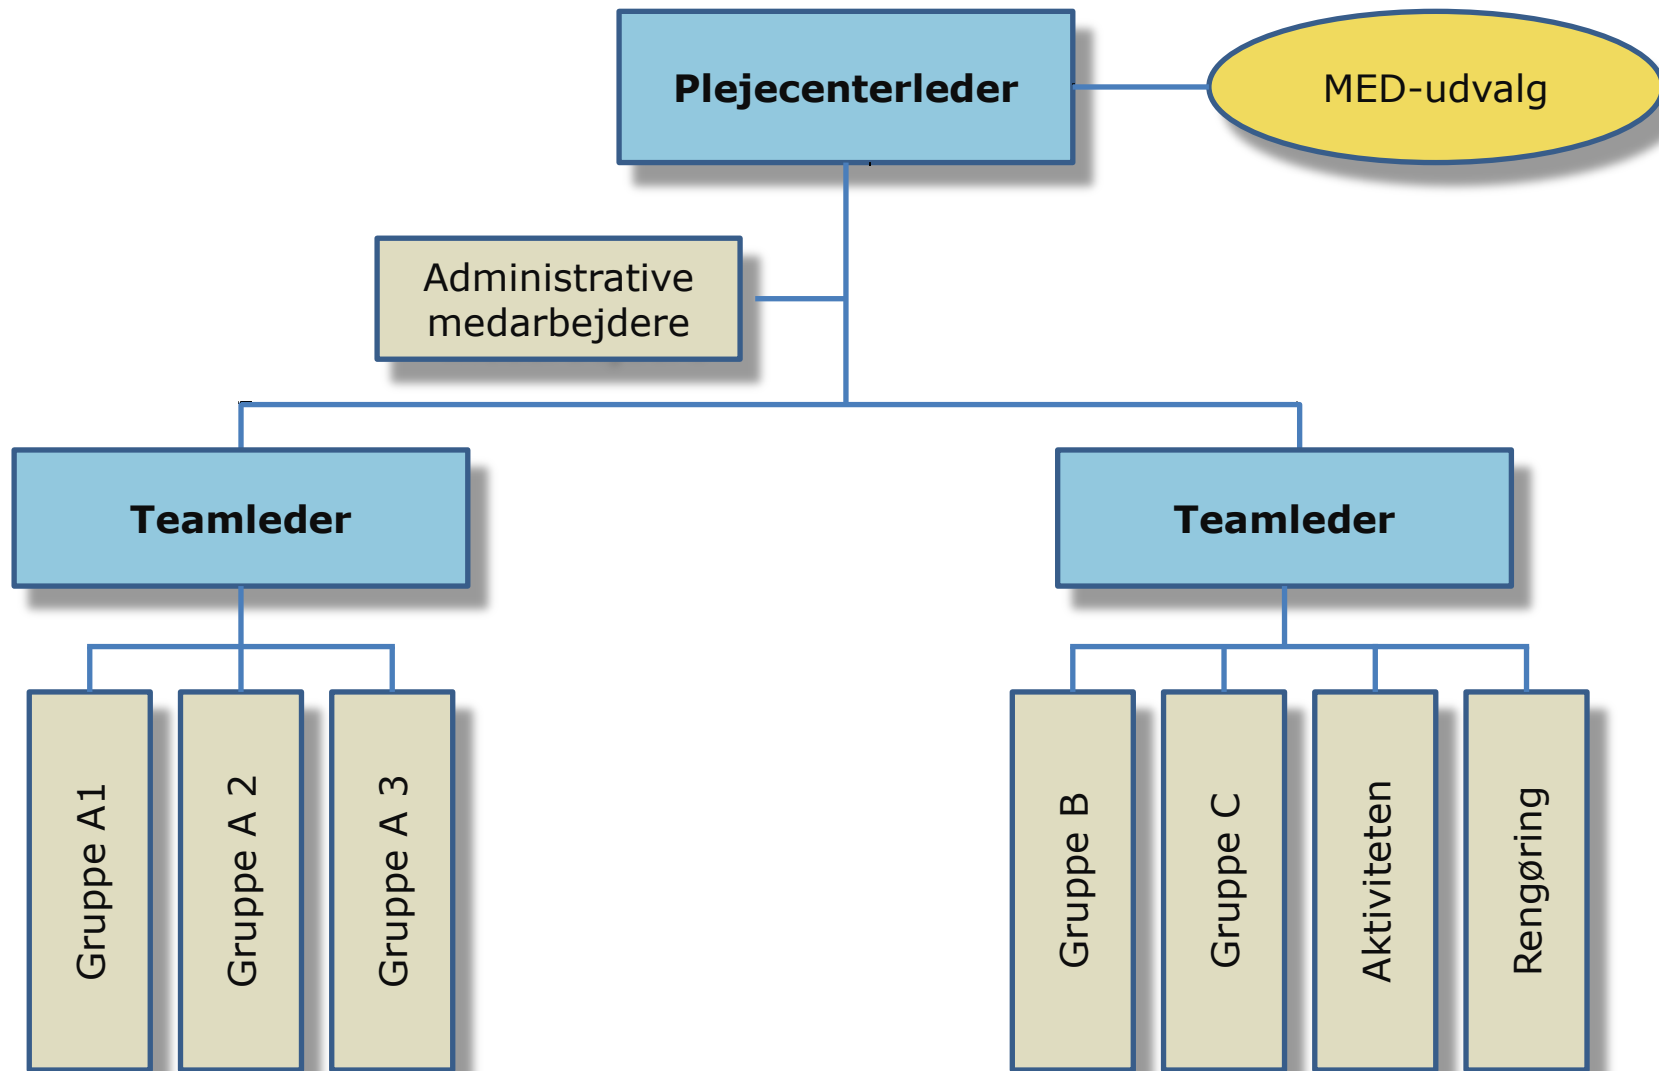 Plejecenterleder
MED-udvalg
Administrative
medarbejdere
Teamleder
Teamleder
Gruppe A1
Gruppe A 2
Gruppe A 3
Gruppe B
Gruppe C
Aktiviteten
Rengøring